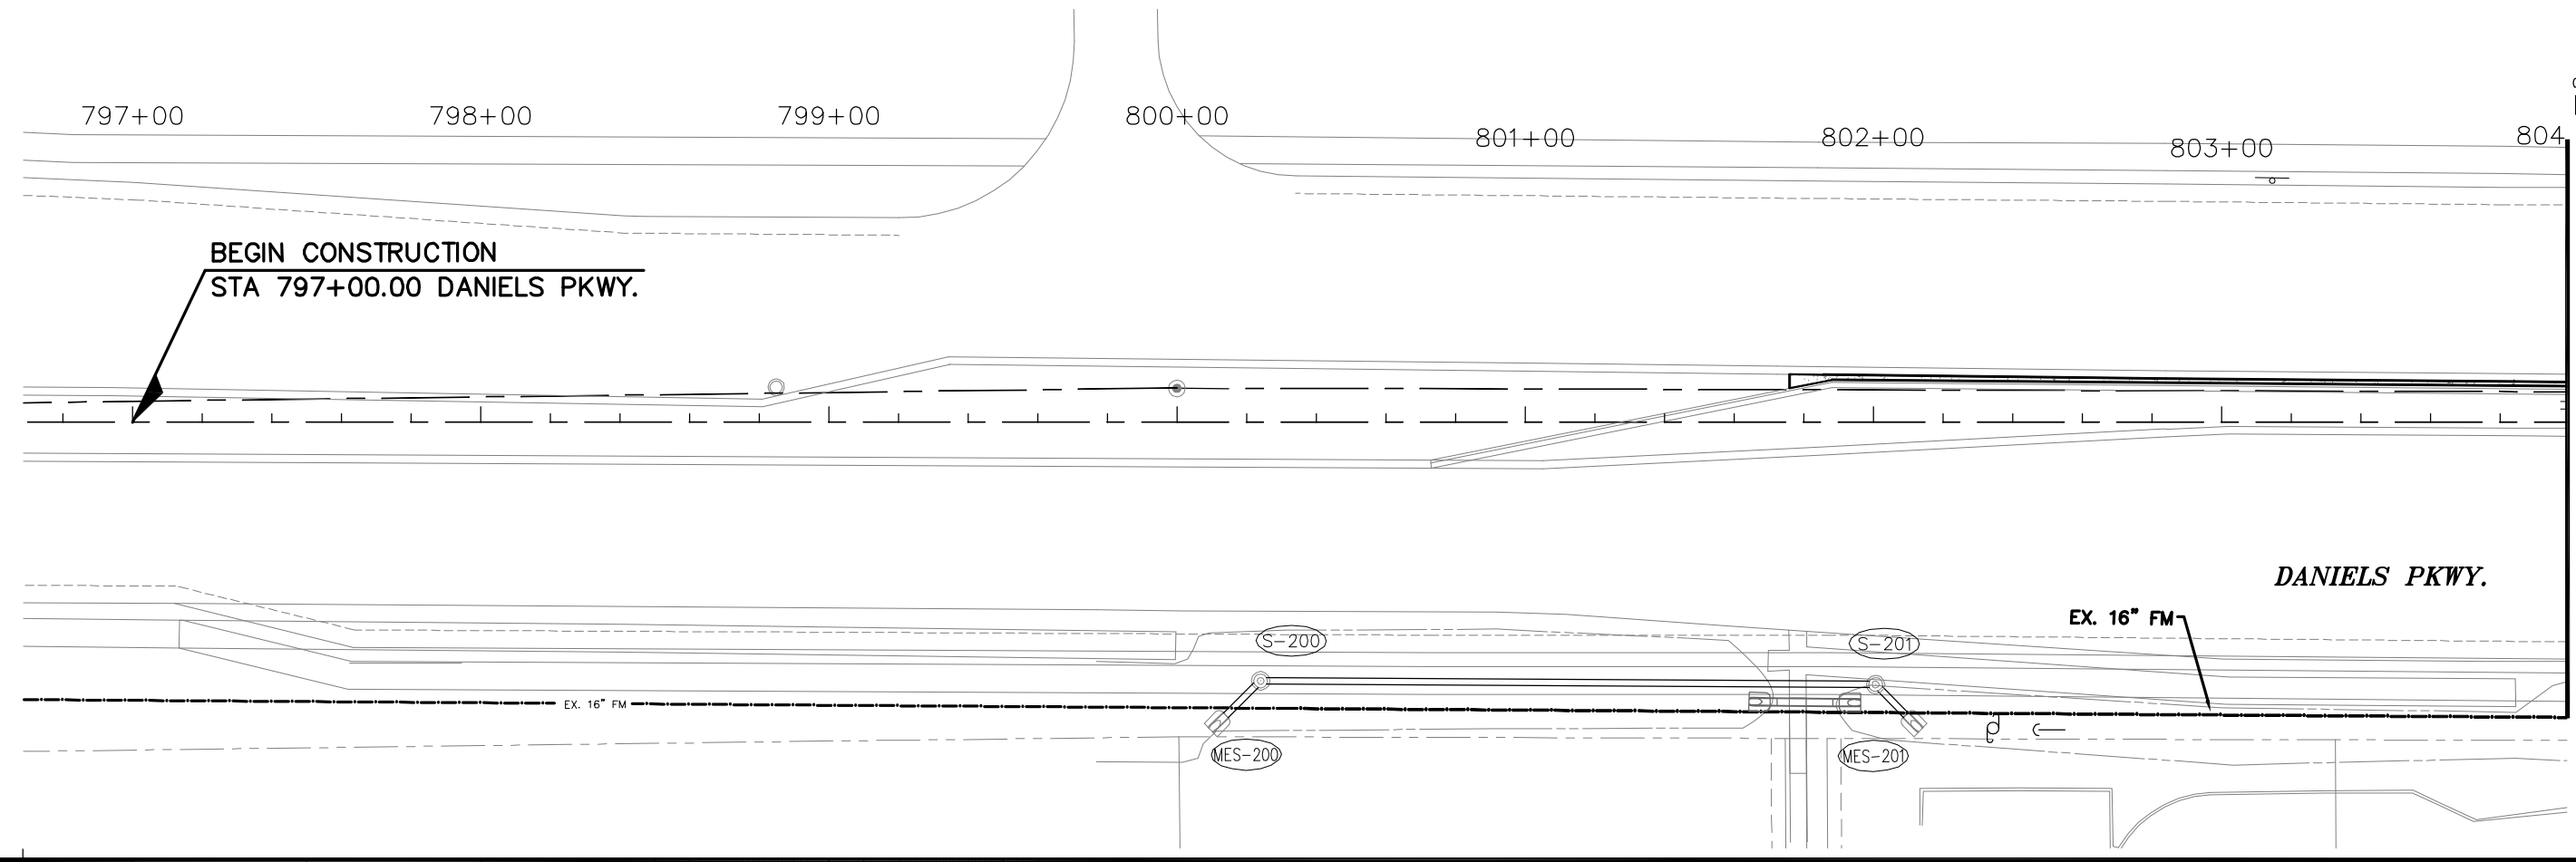 797+00
798+00
799+00
800+00
801+00
802+00
803+00
804
BEGIN CONSTRUCTION
STA 797+00.00 DANIELS PKWY.
DANIELS PKWY.
EX. 16" FM
S-200
S-201
EX. 16" FM
MES-200
MES-201